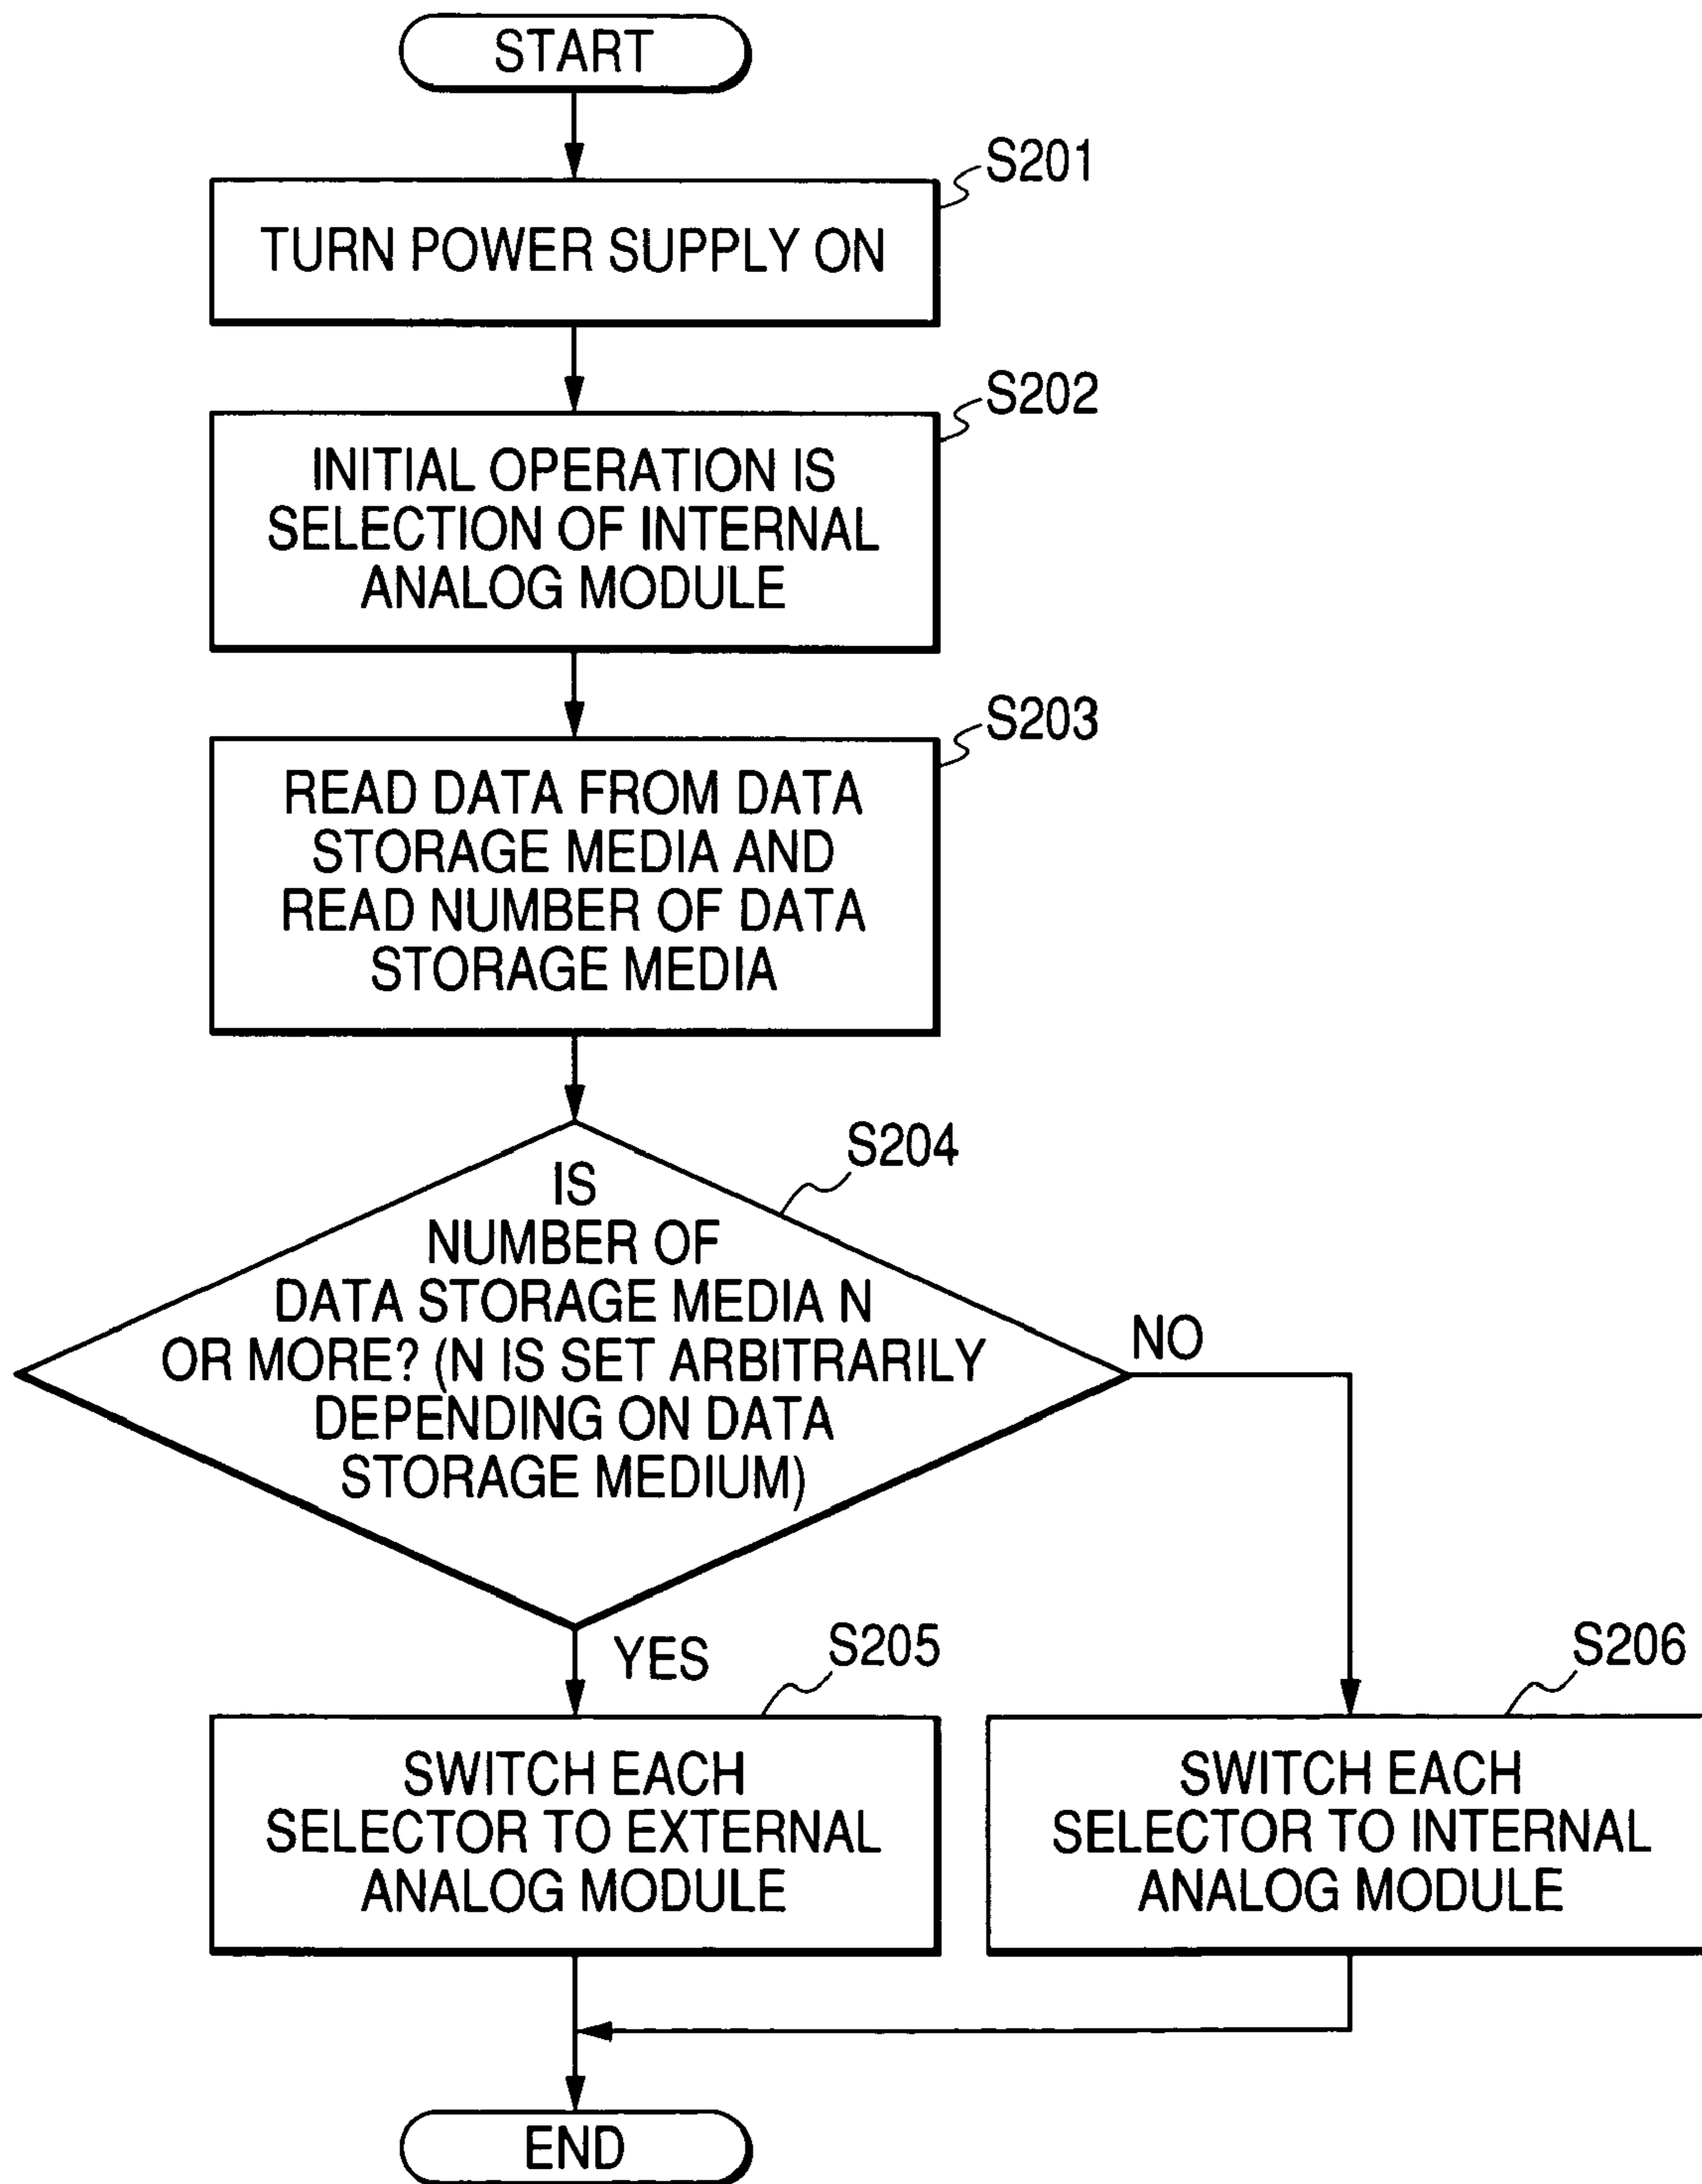 START
S201
TURN POWER SUPPLY ON
S202
INITIAL OPERATION IS
SELECTION OF INTERNAL
ANALOG MODULE
S203
READ DATA FROM DATA
STORAGE MEDIA AND
READ NUMBER OF DATA
STORAGE MEDIA
S204
IS
NUMBER OF
DATA STORAGE MEDIA N
OR MORE? (N IS SET ARBITRARILY
DEPENDING ON DATA
STORAGE MEDIUM)
NO
YES
S205
SWITCH EACH
SELECTOR TO EXTERNAL
ANALOG MODULE
S206
SWITCH EACH
SELECTOR TO INTERNAL
ANALOG MODULE
END